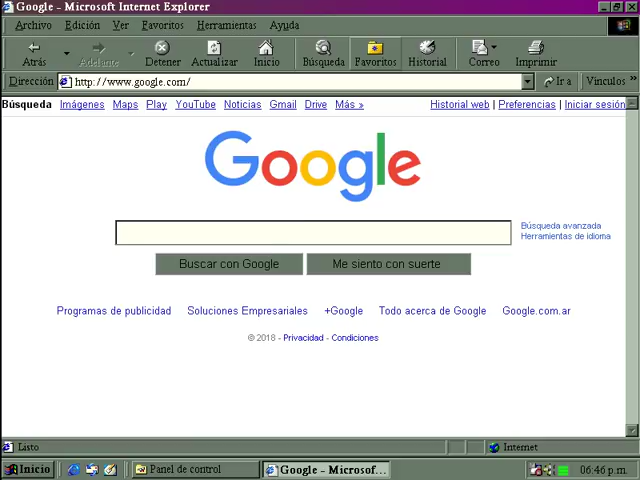 Google - Microsoft Internet Explorer
Archivo Edición Ver Favoritos Herramientas Ayuda
Atrás Adelante Detener Actualizar Inicio Búsqueda Favoritos Historial Correo Imprimir
Dirección http://www.google.com/ Ir a Vínculos »
Búsqueda Imágenes Maps Play YouTube Noticias Gmail Drive Más » Historial web | Preferencias | Iniciar sesión
Google
Búsqueda avanzada
Herramientas de idioma
Buscar con Google Me siento con suerte
Programas de publicidad Soluciones Empresariales +Google Todo acerca de Google Google.com.ar
© 2018 - Privacidad - Condiciones
Listo Internet
Inicio Panel de control Google - Microsof... 06:46 p.m.